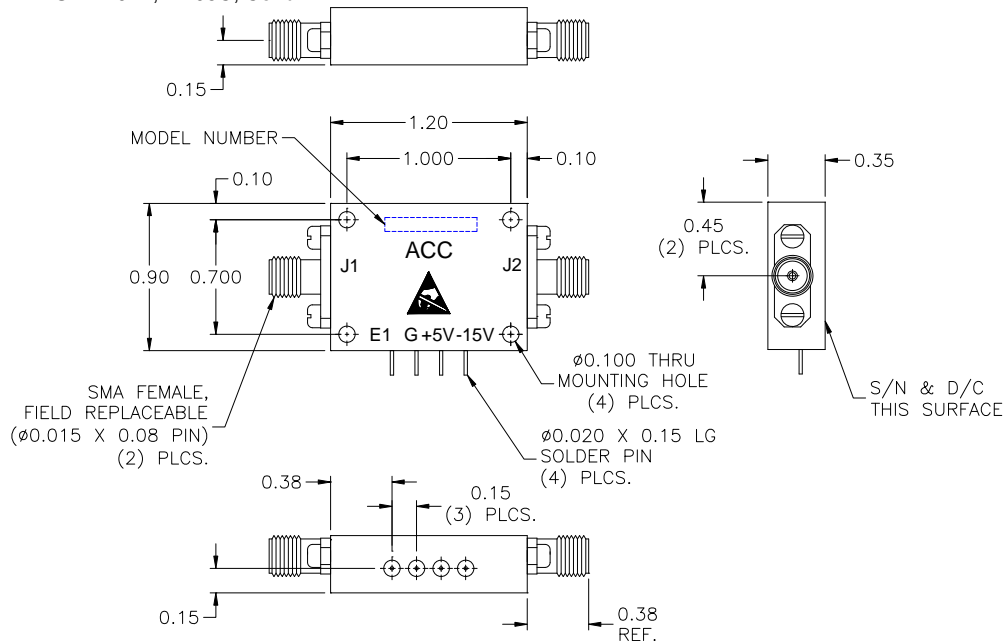 0.15
MODEL NUMBER
1.20
1.000
0.10
0.35
0.10
0.45
(2) PLCS.
ACC
J1
J2
0.90
0.700
E1 G +5V -15V
SMA FEMALE,
FIELD REPLACEABLE
(ø0.015 X 0.08 PIN)
(2) PLCS.
ø0.100 THRU
MOUNTING HOLE
(4) PLCS.
S/N & D/C
THIS SURFACE
ø0.020 X 0.15 LG
SOLDER PIN
(4) PLCS.
0.38
0.15
(3) PLCS.
0.15
0.38
REF.